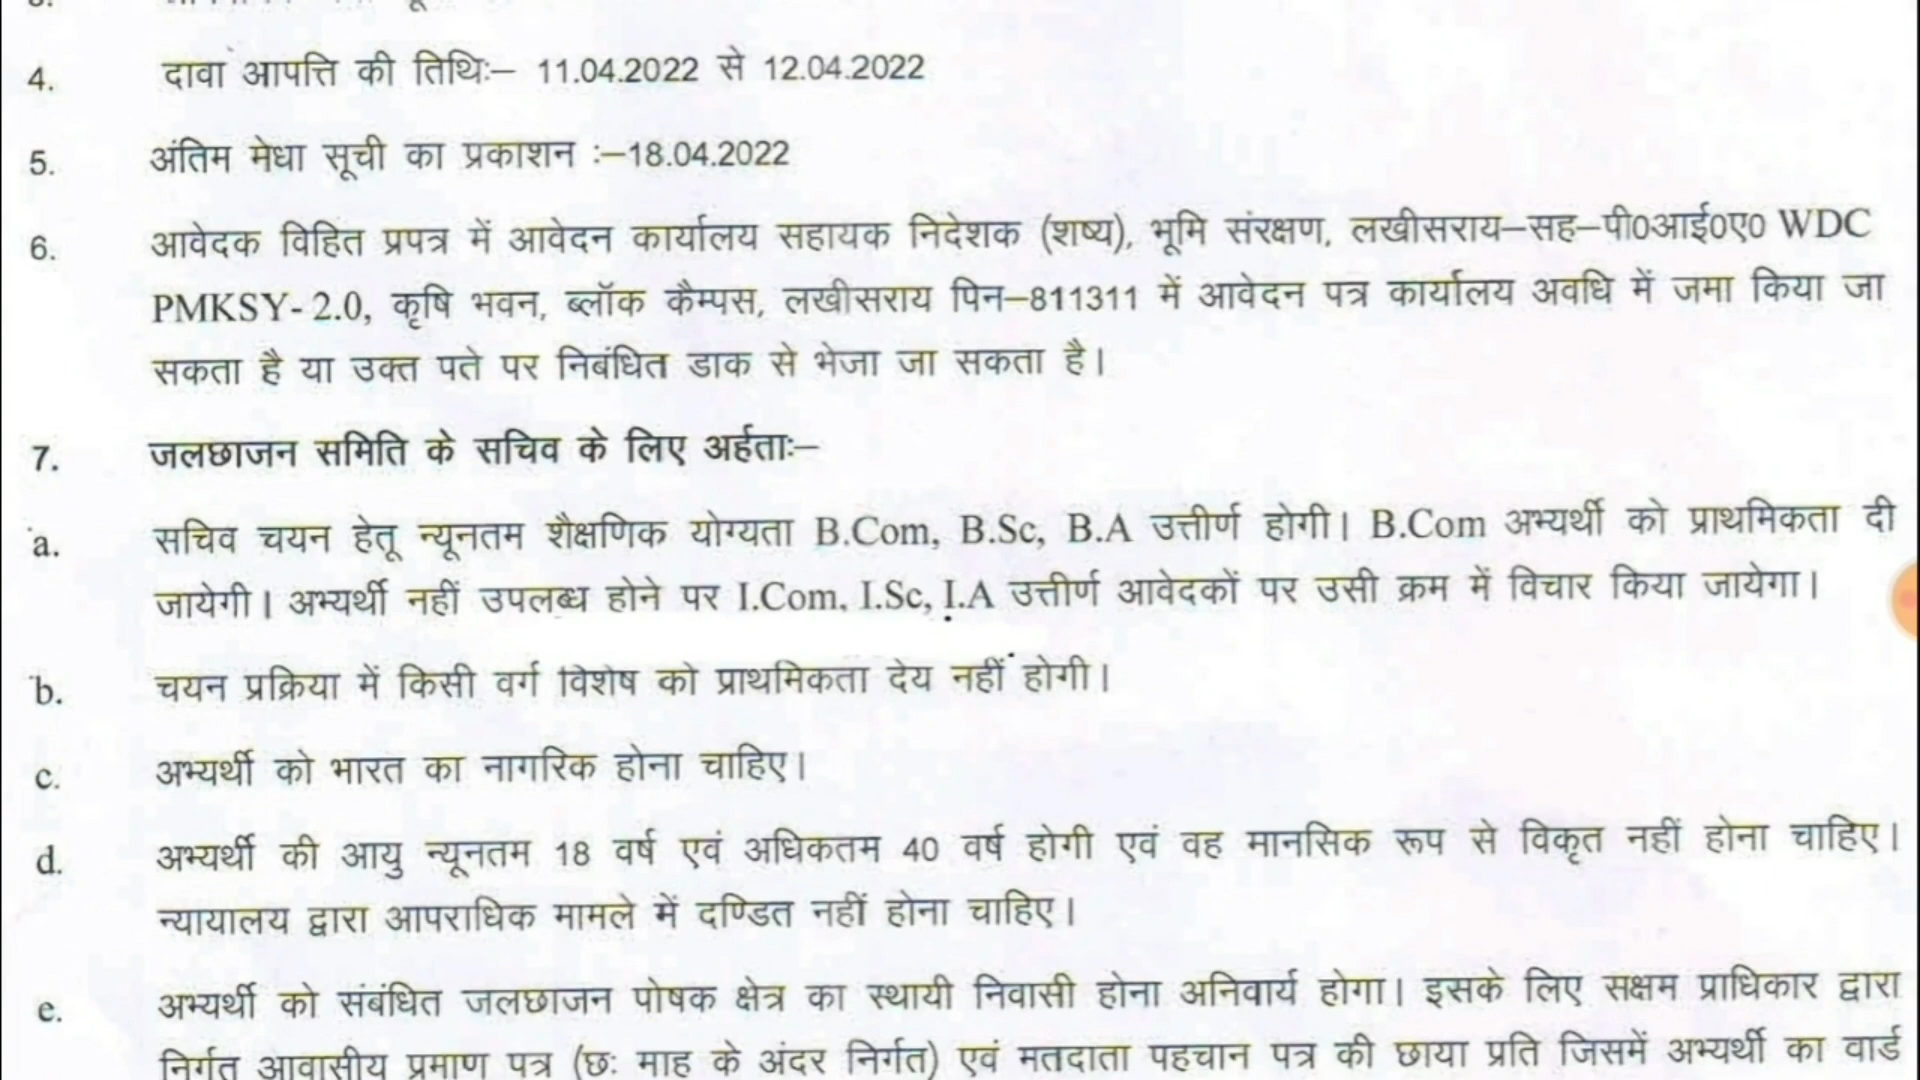 4. दावा आपत्ति की तिथिः– 11.04.2022 से 12.04.2022
5. अंतिम मेधा सूची का प्रकाशन :–18.04.2022
6. आवेदक विहित प्रपत्र में आवेदन कार्यालय सहायक निदेशक (शष्य), भूमि संरक्षण, लखीसराय–सह–पी0आई0ए0 WDC
PMKSY- 2.0, कृषि भवन, ब्लॉक कैम्पस, लखीसराय पिन–811311 में आवेदन पत्र कार्यालय अवधि में जमा किया जा
सकता है या उक्त पते पर निबंधित डाक से भेजा जा सकता है।
7. जलछाजन समिति के सचिव के लिए अर्हताः–
a. सचिव चयन हेतू न्यूनतम शैक्षणिक योग्यता B.Com, B.Sc, B.A उत्तीर्ण होगी। B.Com अभ्यर्थी को प्राथमिकता दी
जायेगी। अभ्यर्थी नहीं उपलब्ध होने पर I.Com, I.Sc, I.A उत्तीर्ण आवेदकों पर उसी क्रम में विचार किया जायेगा।
b. चयन प्रक्रिया में किसी वर्ग विशेष को प्राथमिकता देय नहीं होगी।
c. अभ्यर्थी को भारत का नागरिक होना चाहिए।
d. अभ्यर्थी की आयु न्यूनतम 18 वर्ष एवं अधिकतम 40 वर्ष होगी एवं वह मानसिक रूप से विकृत नहीं होना चाहिए।
न्यायालय द्वारा आपराधिक मामले में दण्डित नहीं होना चाहिए।
e. अभ्यर्थी को संबंधित जलछाजन पोषक क्षेत्र का स्थायी निवासी होना अनिवार्य होगा। इसके लिए सक्षम प्राधिकार द्वारा
निर्गत आवासीय प्रमाण पत्र (छः माह के अंदर निर्गत) एवं मतदाता पहचान पत्र की छाया प्रति जिसमें अभ्यर्थी का वार्ड